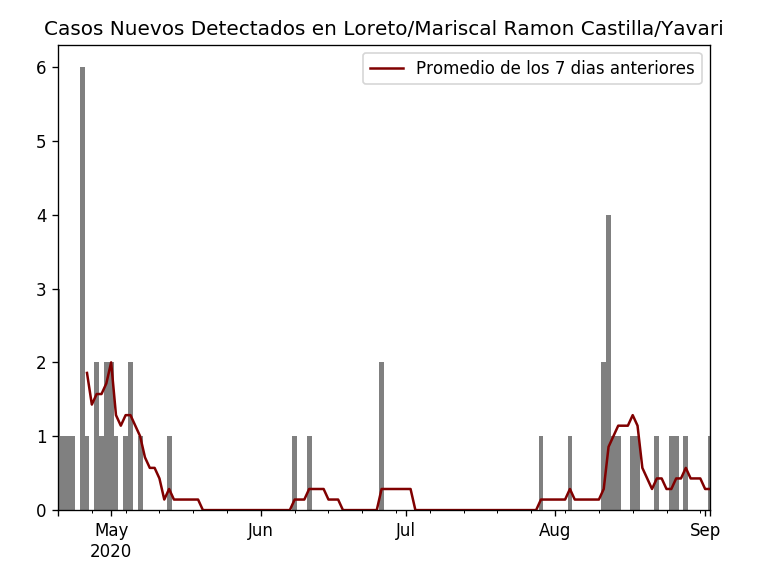 Casos Nuevos Detectados en Loreto/Mariscal Ramon Castilla/Yavari
Promedio de los 7 dias anteriores
6
5
4
3
2
1
0
May Jun Jul Aug Sep
2020